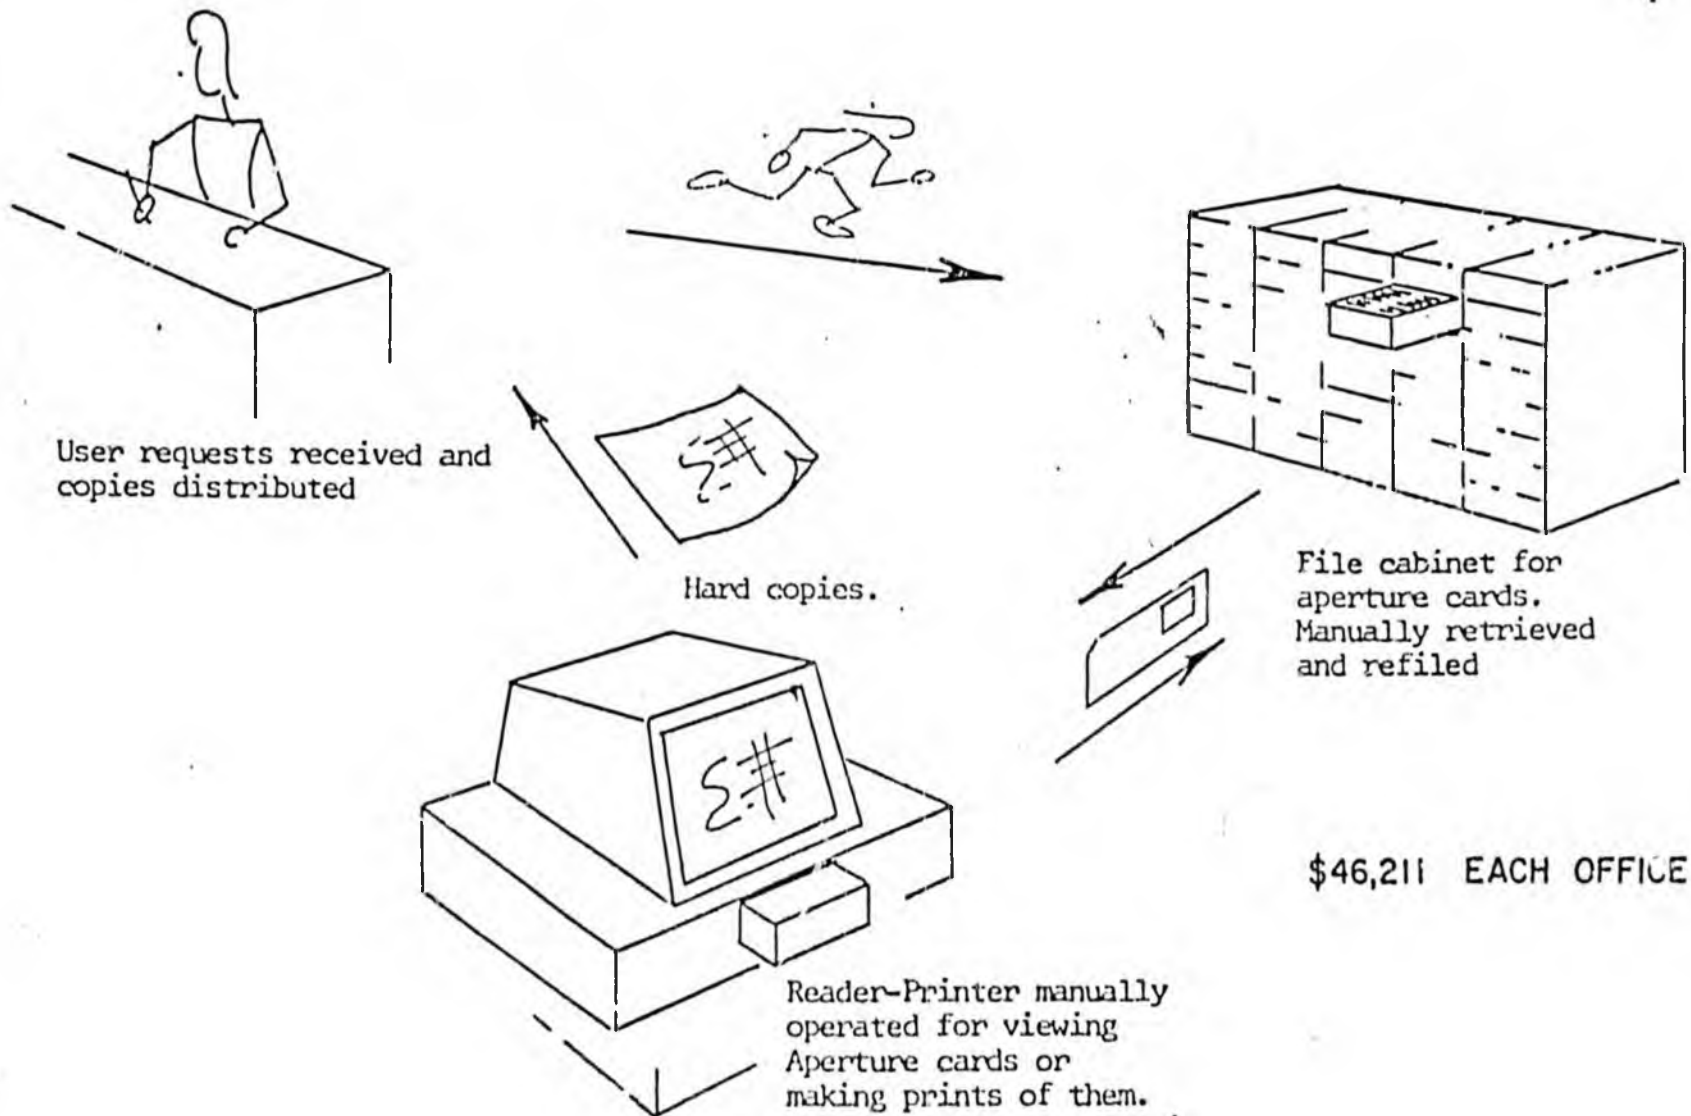 User requests received and
copies distributed
Hard copies.
File cabinet for
aperture cards.
Manually retrieved
and refiled
$46,211 EACH OFFICE
Reader-Printer manually
operated for viewing
Aperture cards or
making prints of them.